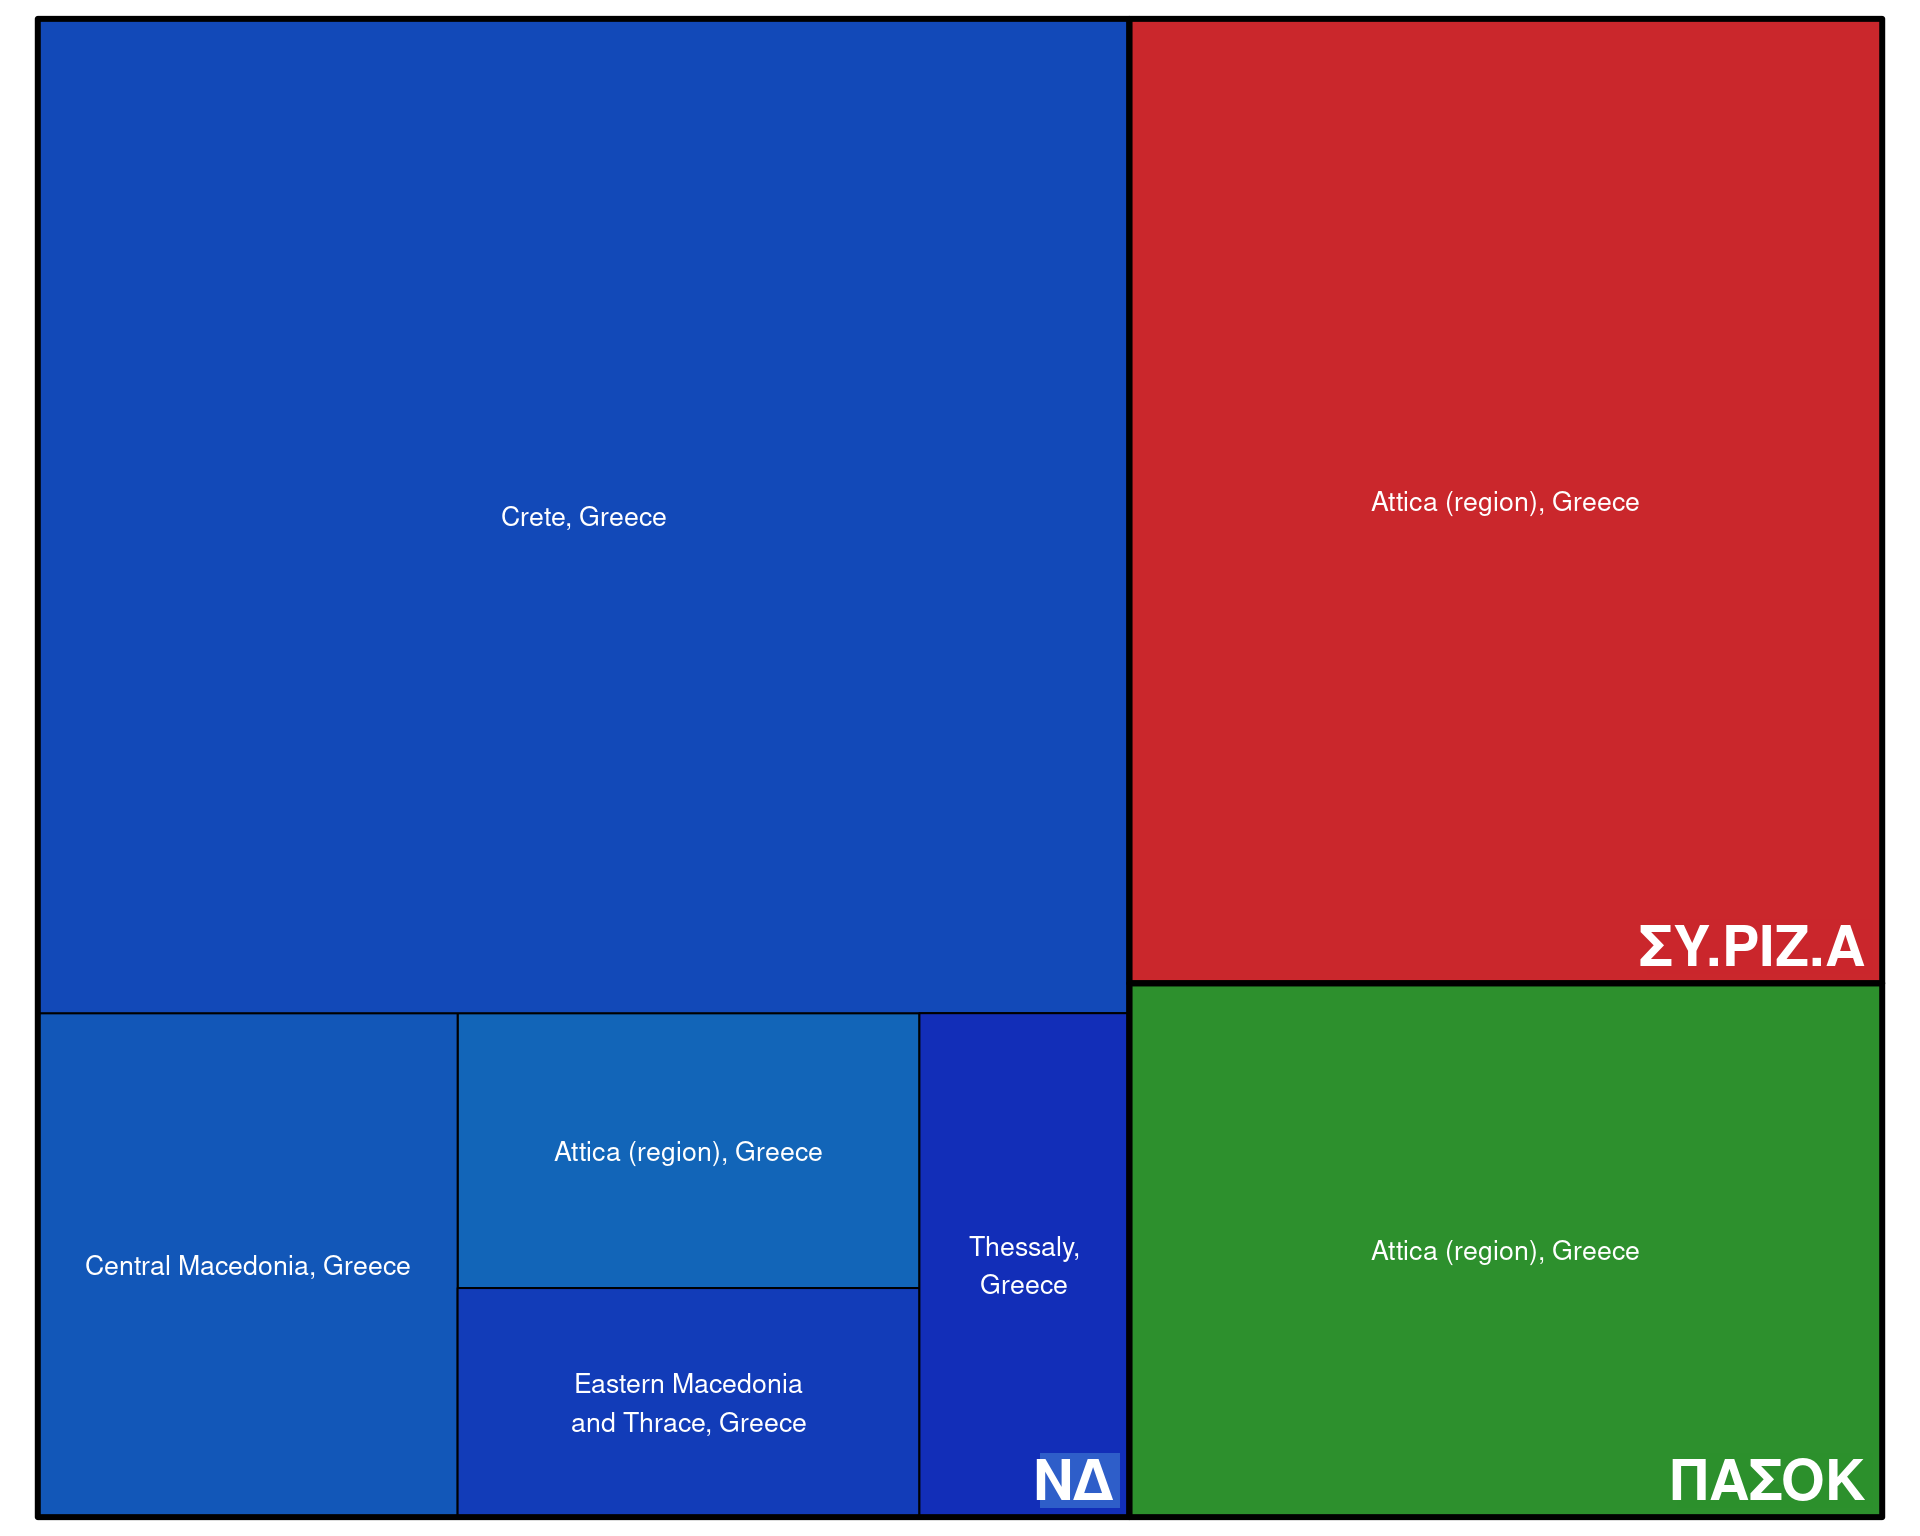 Crete, Greece
Attica (region), Greece
ΣΥ.ΡΙΖ.Α
Central Macedonia, Greece
Attica (region), Greece
Eastern Macedonia
and Thrace, Greece
Thessaly,
Greece
ΝΔ
Attica (region), Greece
ΠΑΣΟΚ